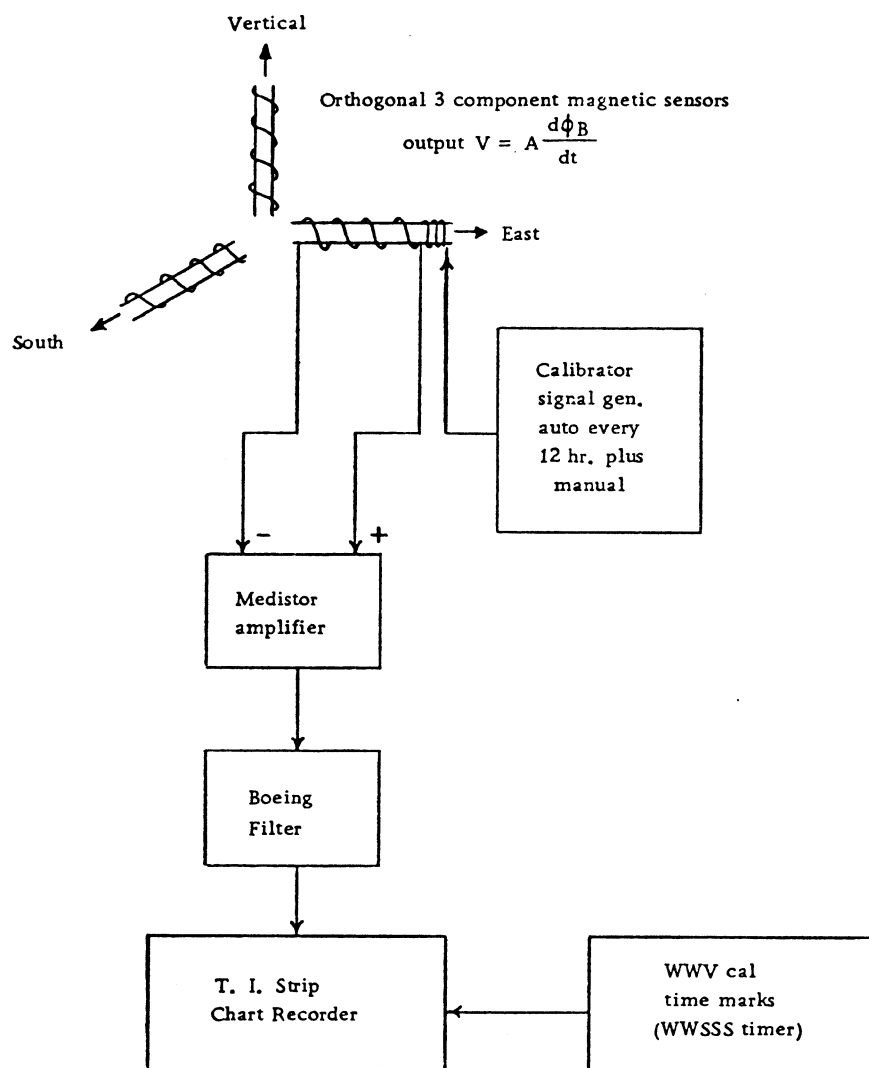 Vertical
Orthogonal 3 component magnetic sensors
output V = A dϕB/dt
East
South
Calibrator
signal gen.
auto every
12 hr. plus
manual
- +
Medistor
amplifier
Boeing
Filter
T. I. Strip
Chart Recorder
WWV cal
time marks
(WWSSS timer)